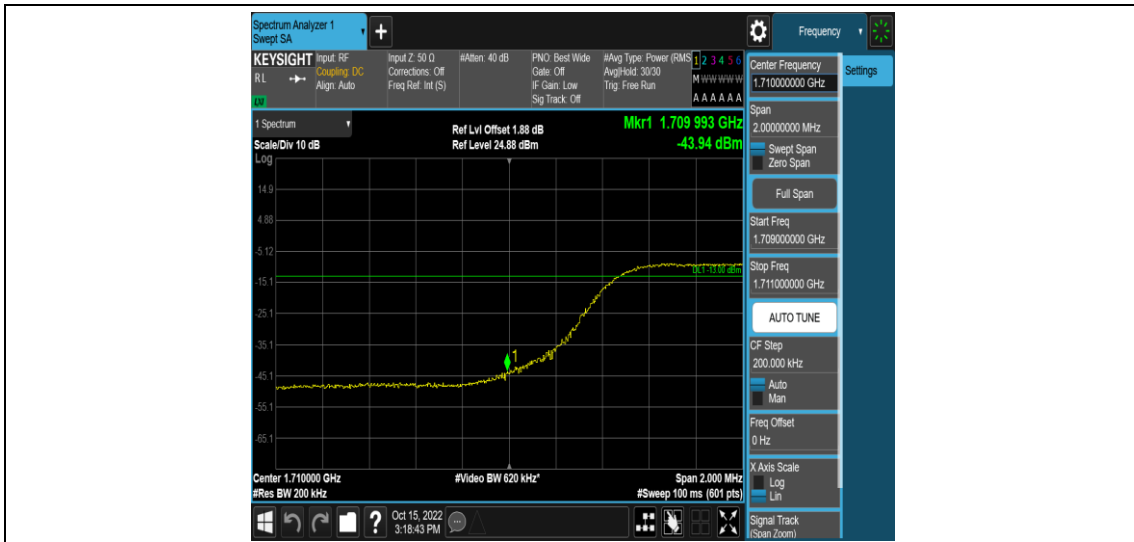 Spectrum Analyzer 1
Swept SA
+
Frequency
KEYSIGHT
RL
LM
Input: RF
Coupling: DC
Align: Auto
Input Z: 50 Ω
Corrections: Off
Freq Ref: Int (S)
#Atten: 40 dB
PNO: Best Wide
Gate: Off
IF Gain: Low
Sig Track: Off
#Avg Type: Power (RMS
Avg|Hold: 30/30
Trig: Free Run
1 2 3 4 5 6
M W W W W W
A A A A A A
1 Spectrum
Scale/Div 10 dB
Ref Lvl Offset 1.88 dB
Ref Level 24.88 dBm
Mkr1 1.709 993 GHz
-43.94 dBm
Log
14.9
4.88
-5.12
-15.1
-25.1
-35.1
-45.1
-55.1
-65.1
DL1 -13.00 dBm
1
Center 1.710000 GHz
#Res BW 200 kHz
#Video BW 620 kHz*
Span 2.000 MHz
#Sweep 100 ms (601 pts)
?
Oct 15, 2022
3:18:43 PM
Settings
Center Frequency
1.710000000 GHz
Span
2.00000000 MHz
Swept Span
Zero Span
Full Span
Start Freq
1.709000000 GHz
Stop Freq
1.711000000 GHz
AUTO TUNE
CF Step
200.000 kHz
Auto
Man
Freq Offset
0 Hz
X Axis Scale
Log
Lin
Signal Track
(Span Zoom)